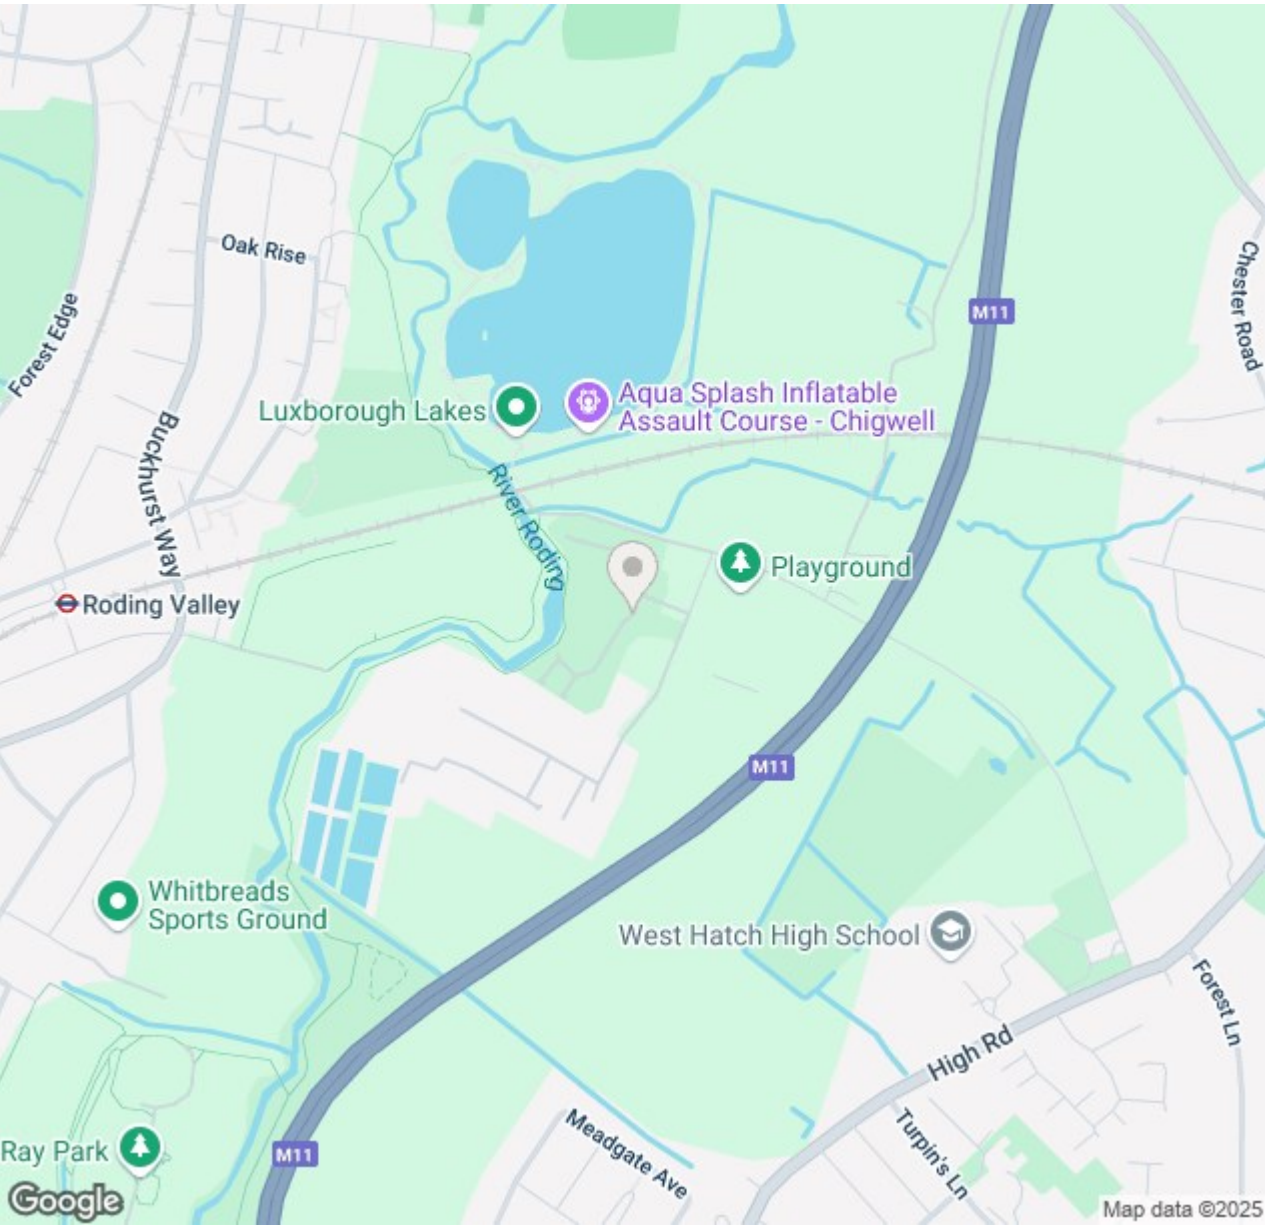 Oak Rise
Forest Edge
M11
Chester Road
Aqua Splash Inflatable
Assault Course - Chigwell
Luxborough Lakes
Buckhurst Way
River Roding
Playground
Roding Valley
M11
Whitbreads
Sports Ground
West Hatch High School
Forest Ln
High Rd
Ray Park
M11
Meadgate Ave
Turpin's Ln
Google
Map data ©2025